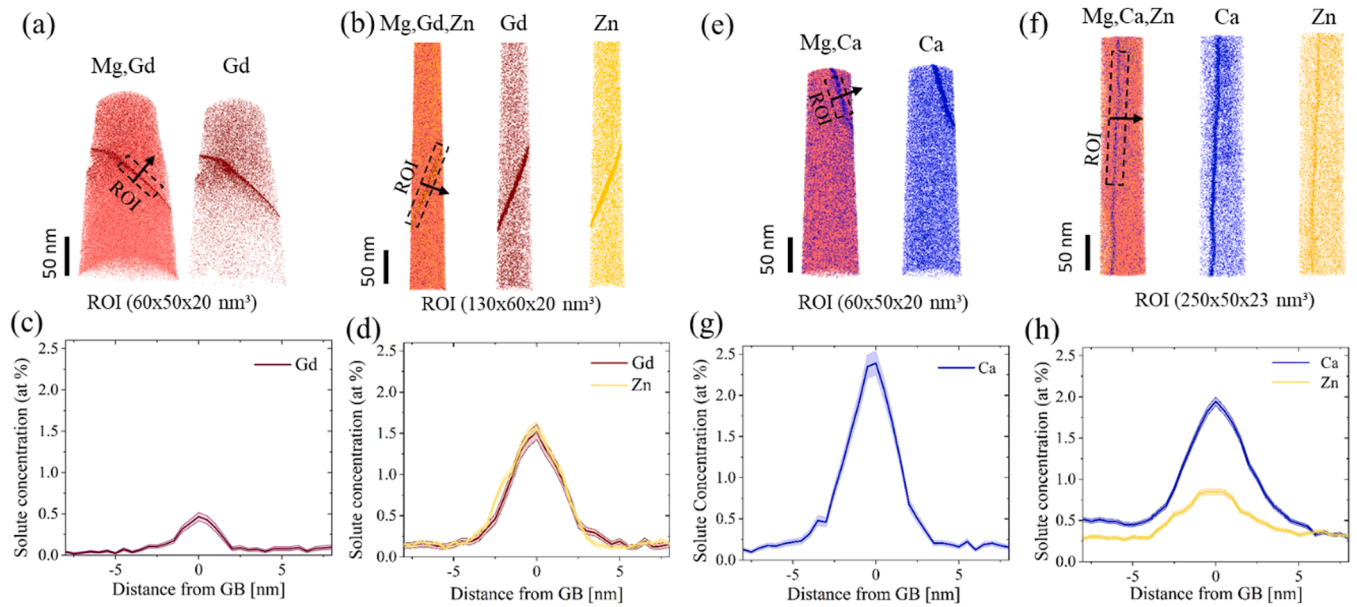 (a)
Mg,Gd
Gd
ROI
50 nm
ROI (60x50x20 nm³)
(b)
Mg,Gd,Zn
Gd
Zn
ROI
50 nm
ROI (130x60x20 nm³)
(e)
Mg,Ca
Ca
ROI
50 nm
ROI (60x50x20 nm³)
(f)
Mg,Ca,Zn
Ca
Zn
ROI
50 nm
ROI (250x50x23 nm³)
(c)
Solute concentration (at %)
2.5
2.0
1.5
1.0
0.5
0.0
-5
0
5
Distance from GB [nm]
Gd
(d)
Solute concentration (at %)
2.5
2.0
1.5
1.0
0.5
0.0
-5
0
5
Distance from GB [nm]
Gd
Zn
(g)
Solute Concentration (at %)
2.5
2.0
1.5
1.0
0.5
0.0
-5
0
5
Distance from GB [nm]
Ca
(h)
Solute concentration (at %)
2.5
2.0
1.5
1.0
0.5
0.0
-5
0
5
Distance from GB [nm]
Ca
Zn